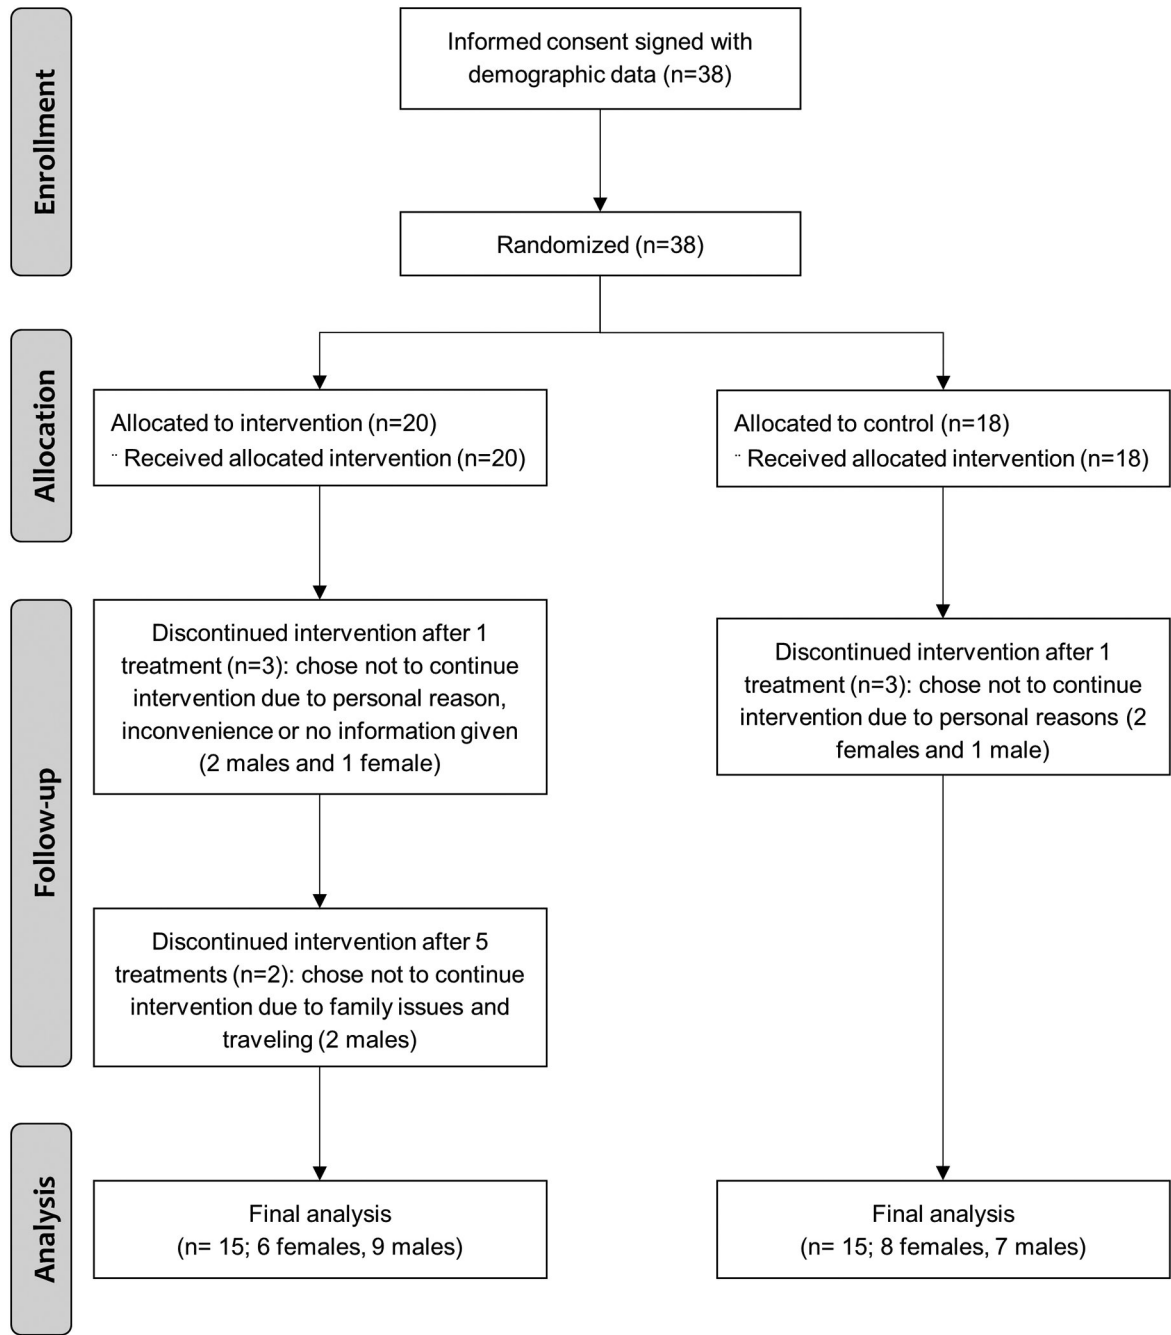 Enrollment
Informed consent signed with
demographic data (n=38)
Randomized (n=38)
Allocation
Allocated to intervention (n=20)
¨ Received allocated intervention (n=20)
Allocated to control (n=18)
¨ Received allocated intervention (n=18)
Follow-up
Discontinued intervention after 1
treatment (n=3): chose not to continue
intervention due to personal reason,
inconvenience or no information given
(2 males and 1 female)
Discontinued intervention after 1
treatment (n=3): chose not to continue
intervention due to personal reasons (2
females and 1 male)
Discontinued intervention after 5
treatments (n=2): chose not to continue
intervention due to family issues and
traveling (2 males)
Analysis
Final analysis
(n= 15; 6 females, 9 males)
Final analysis
(n= 15; 8 females, 7 males)